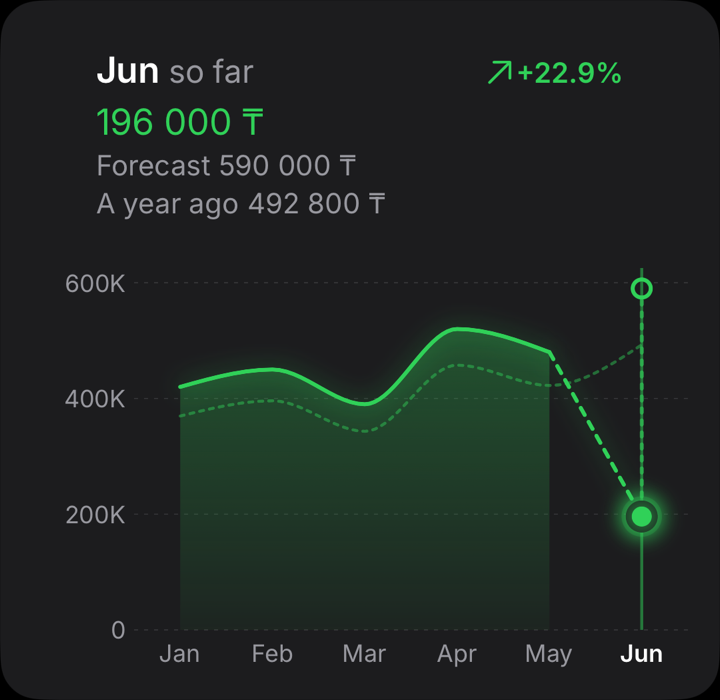 Jun so far
↗+22.9%
196 000 ₸
Forecast 590 000 ₸
A year ago 492 800 ₸
600K
400K
200K
0
Jan Feb Mar Apr May Jun